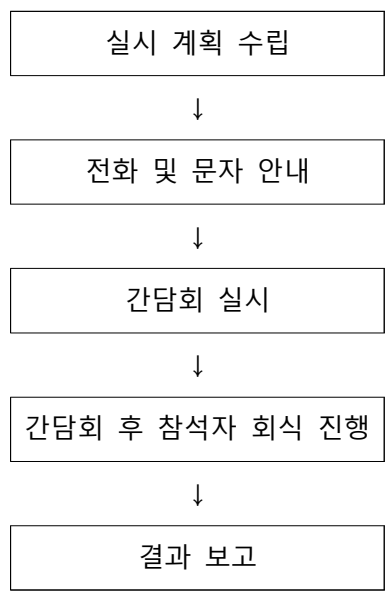 실시 계획 수립
↓
전화 및 문자 안내
↓
간담회 실시
↓
간담회 후 참석자 회식 진행
↓
결과 보고